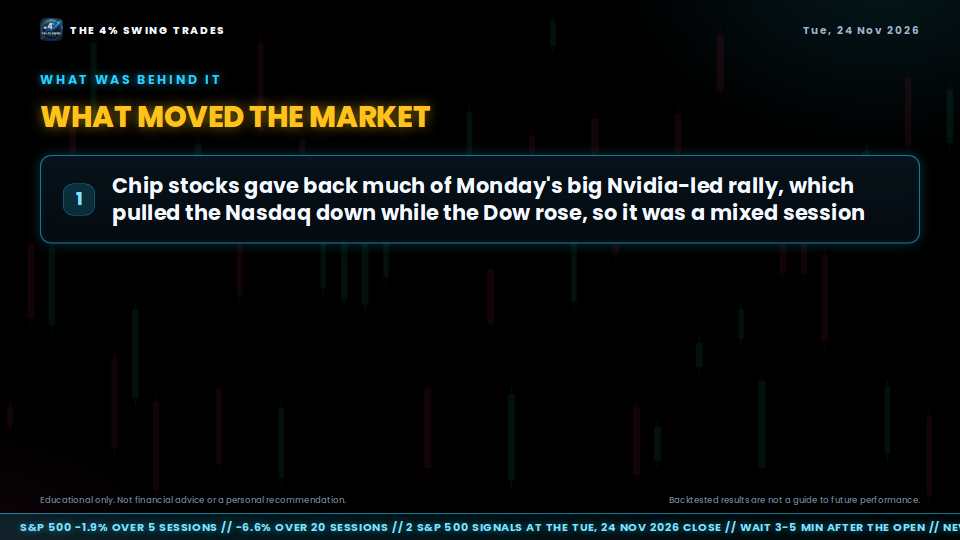 THE 4% SWING TRADES
Tue, 24 Nov 2026
WHAT WAS BEHIND IT
WHAT MOVED THE MARKET
1
Chip stocks gave back much of Monday's big Nvidia-led rally, which
pulled the Nasdaq down while the Dow rose, so it was a mixed session
Educational only. Not financial advice or a personal recommendation.
Backtested results are not a guide to future performance.
S&P 500 -1.9% OVER 5 SESSIONS // -6.6% OVER 20 SESSIONS // 2 S&P 500 SIGNALS AT THE TUE, 24 NOV 2026 CLOSE // WAIT 3-5 MIN AFTER THE OPEN //